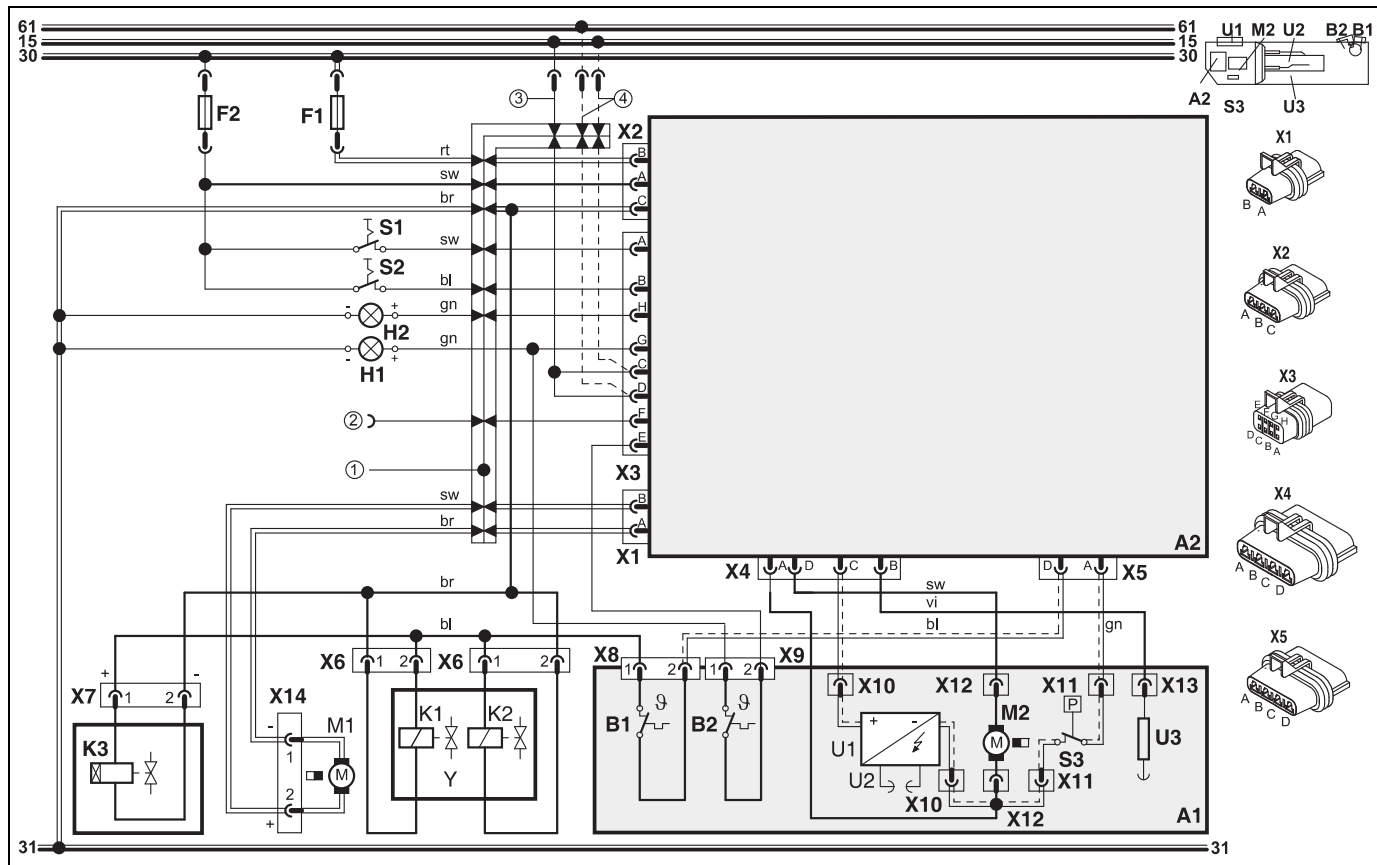 61 61
15 15
30 30
U1 M2 U2 B2 B1
A2 S3 U3
F2 F1 3 4 X2
X1
B A
rt B
sw A
br C
S1 sw A
S2 bl B
- + gn H
H2
gn G
- +
H1
C
D
2 F
E
1
X3
sw B
br A
X1
A2
X2
A B C
X3
E F G H
D C B A
X4
A B C D
X5
A B C D
X4 A D C B D A X5
sw
vi
br
bl bl gn
X6 1 2 X6 1 2 X8 1 2 1 2 X9
+ 1 2 -
X7 X14 X10 X12 X11 X13
K3
- 1 M1
M
2 +
K1 K2
Y
B1 ϑ B2 ϑ
+ -
U1
U2
M2
M
P
S3
U3
X10 X12 X11
A1
31 31